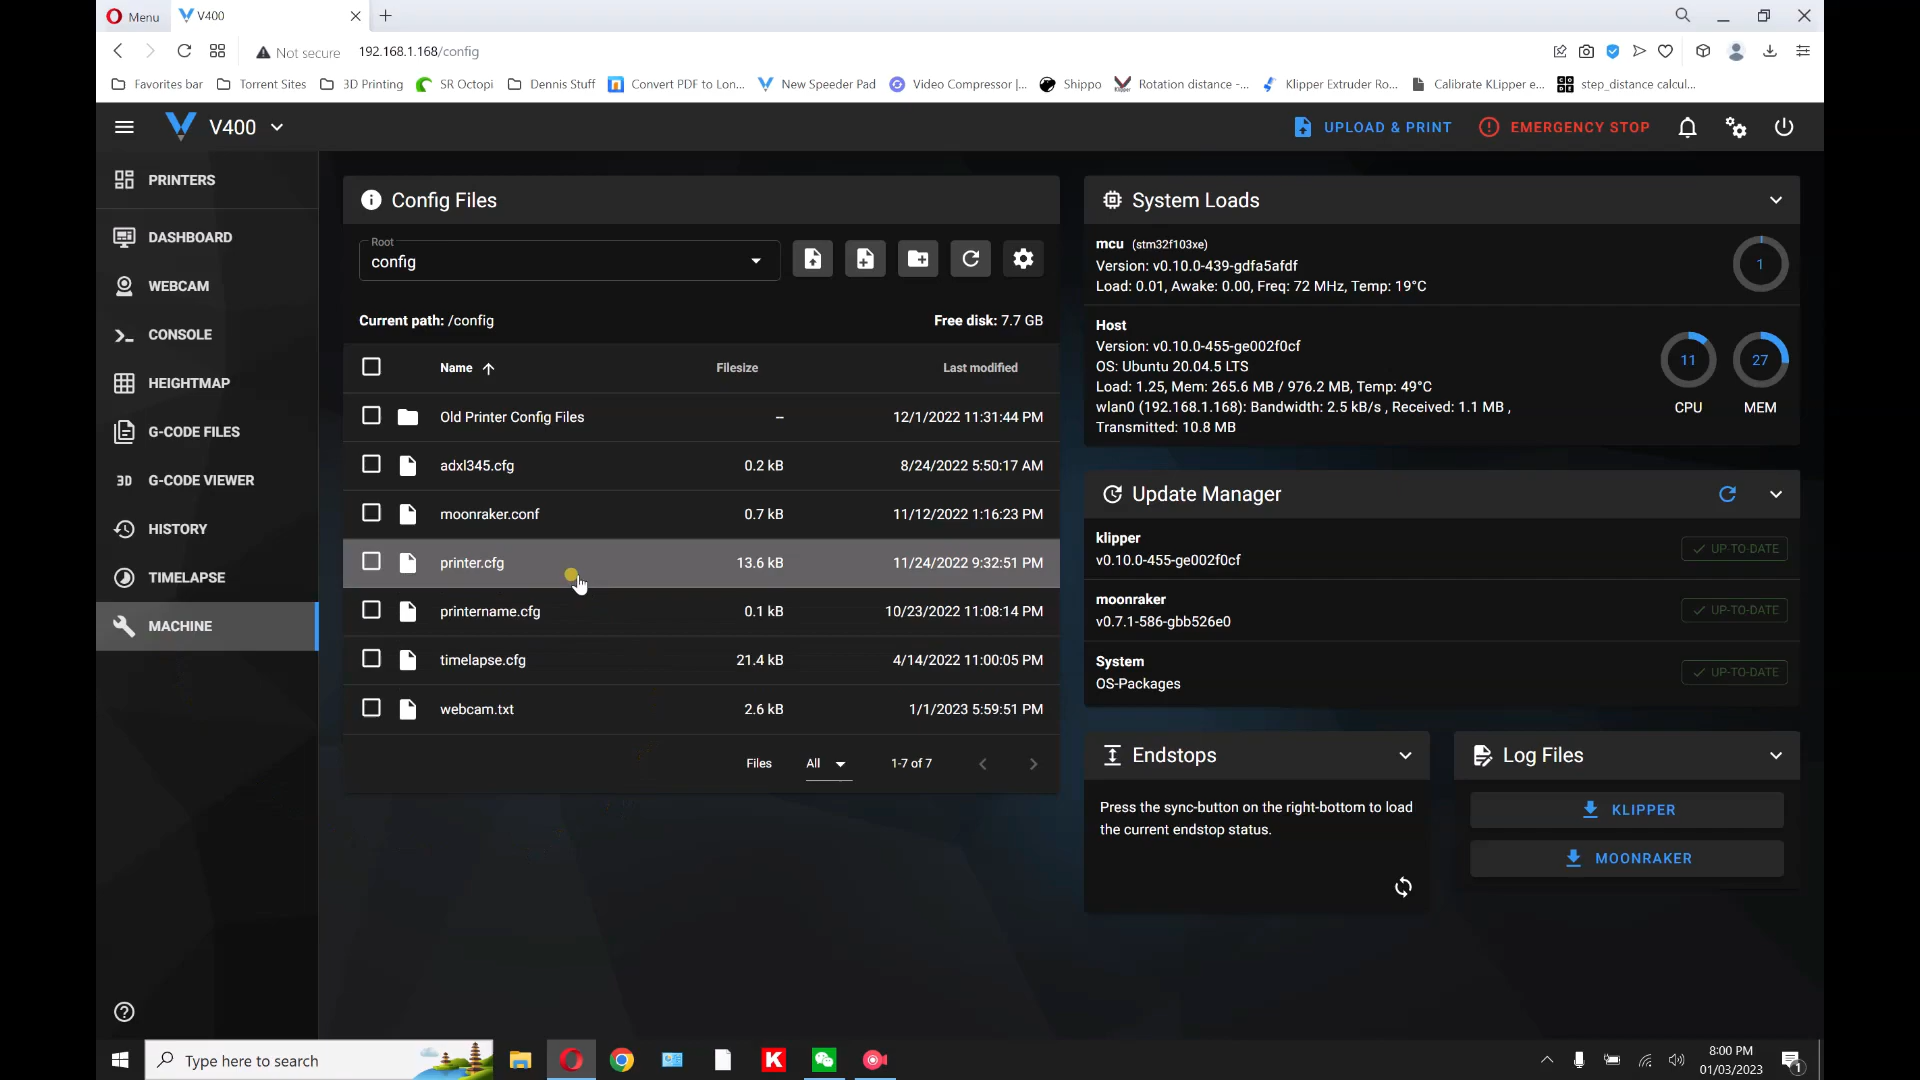 Menu
V400
Not secure
192.168.1.168/config
Favorites bar
Torrent Sites
3D Printing
SR Octopi
Dennis Stuff
Convert PDF to Lon...
New Speeder Pad
Video Compressor |...
Shippo
Rotation distance -...
Klipper Extruder Ro...
Calibrate KLipper e...
step_distance calcul...
V400
UPLOAD & PRINT
EMERGENCY STOP
PRINTERS
DASHBOARD
WEBCAM
CONSOLE
HEIGHTMAP
G-CODE FILES
3D G-CODE VIEWER
HISTORY
TIMELAPSE
MACHINE
Config Files
Root
config
Current path: /config
Free disk: 7.7 GB
Name
Filesize
Last modified
Old Printer Config Files -- 12/1/2022 11:31:44 PM
adxl345.cfg 0.2 kB 8/24/2022 5:50:17 AM
moonraker.conf 0.7 kB 11/12/2022 1:16:23 PM
printer.cfg 13.6 kB 11/24/2022 9:32:51 PM
printername.cfg 0.1 kB 10/23/2022 11:08:14 PM
timelapse.cfg 21.4 kB 4/14/2022 11:00:05 PM
webcam.txt 2.6 kB 1/1/2023 5:59:51 PM
Files All 1-7 of 7
System Loads
mcu (stm32f103xe)
Version: v0.10.0-439-gdfa5afdf
Load: 0.01, Awake: 0.00, Freq: 72 MHz, Temp: 19°C
1
Host
Version: v0.10.0-455-ge002f0cf
OS: Ubuntu 20.04.5 LTS
Load: 1.25, Mem: 265.6 MB / 976.2 MB, Temp: 49°C
wlan0 (192.168.1.168): Bandwidth: 2.5 kB/s , Received: 1.1 MB ,
Transmitted: 10.8 MB
11
CPU
27
MEM
Update Manager
klipper
v0.10.0-455-ge002f0cf
UP-TO-DATE
moonraker
v0.7.1-586-gbb526e0
UP-TO-DATE
System
OS-Packages
UP-TO-DATE
Endstops
Press the sync-button on the right-bottom to load
the current endstop status.
Log Files
KLIPPER
MOONRAKER
Type here to search
K
8:00 PM
01/03/2023
1